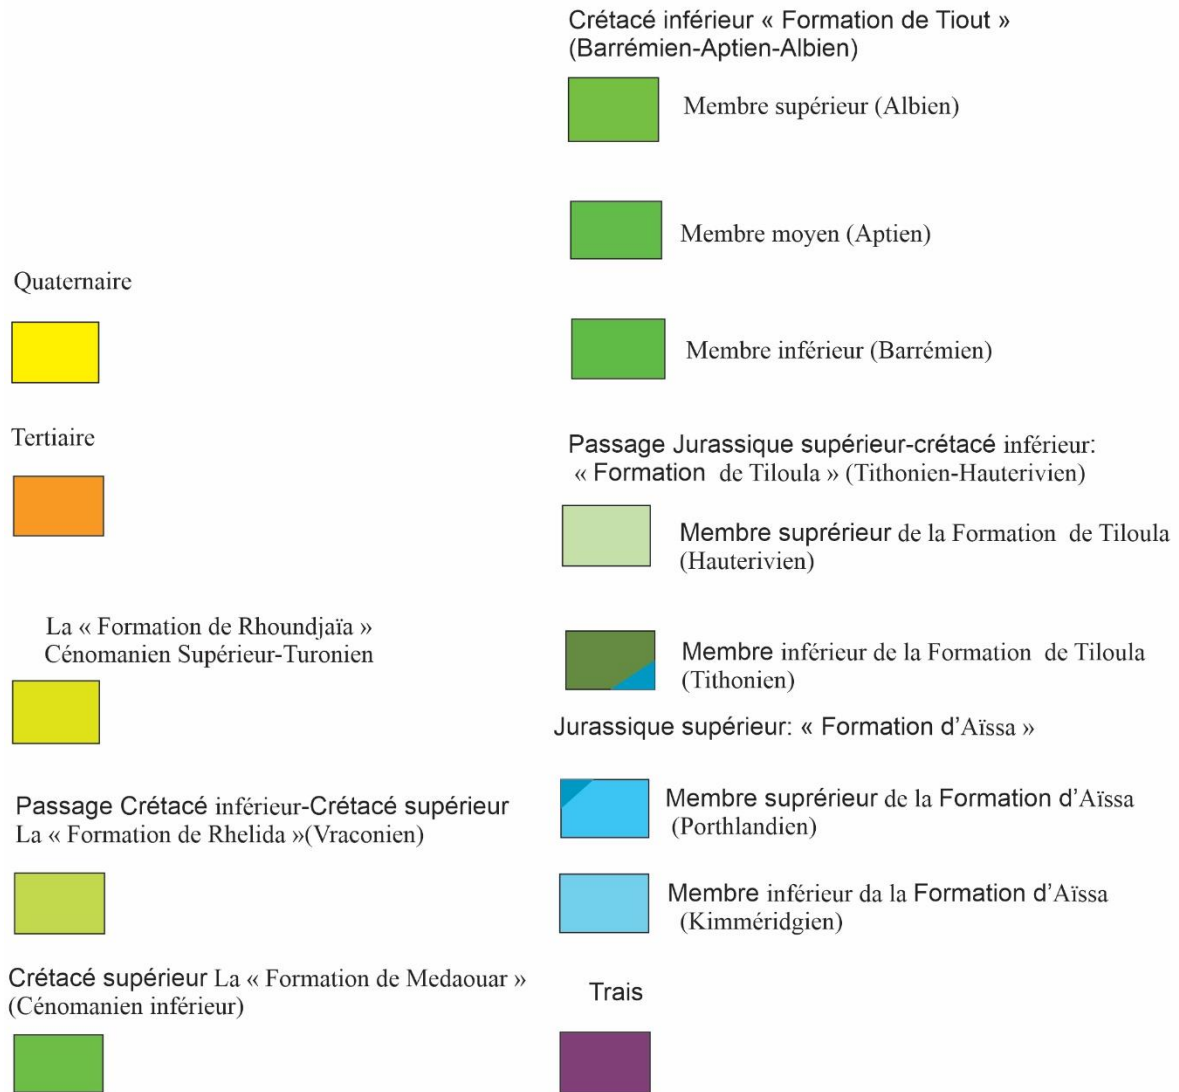 Quaternaire
Tertiaire
La « Formation de Rhoundjaïa »
Cénomanien Supérieur-Turonien
Passage Crétacé inférieur-Crétacé supérieur
La « Formation de Rhelida »(Vraconien)
Crétacé supérieur La « Formation de Medaouar »
(Cénomanien inférieur)
Crétacé inférieur « Formation de Tiout »
(Barrémien-Aptien-Albien)
Membre supérieur (Albien)
Membre moyen (Aptien)
Membre inférieur (Barrémien)
Passage Jurassique supérieur-crétacé inférieur:
« Formation de Tiloula » (Tithonien-Hauterivien)
Membre suprérieur de la Formation de Tiloula
(Hauterivien)
Membre inférieur de la Formation de Tiloula
(Tithonien)
Jurassique supérieur: « Formation d'Aïssa »
Membre suprérieur de la Formation d'Aïssa
(Porthlandien)
Membre inférieur da la Formation d'Aïssa
(Kimméridgien)
Trais